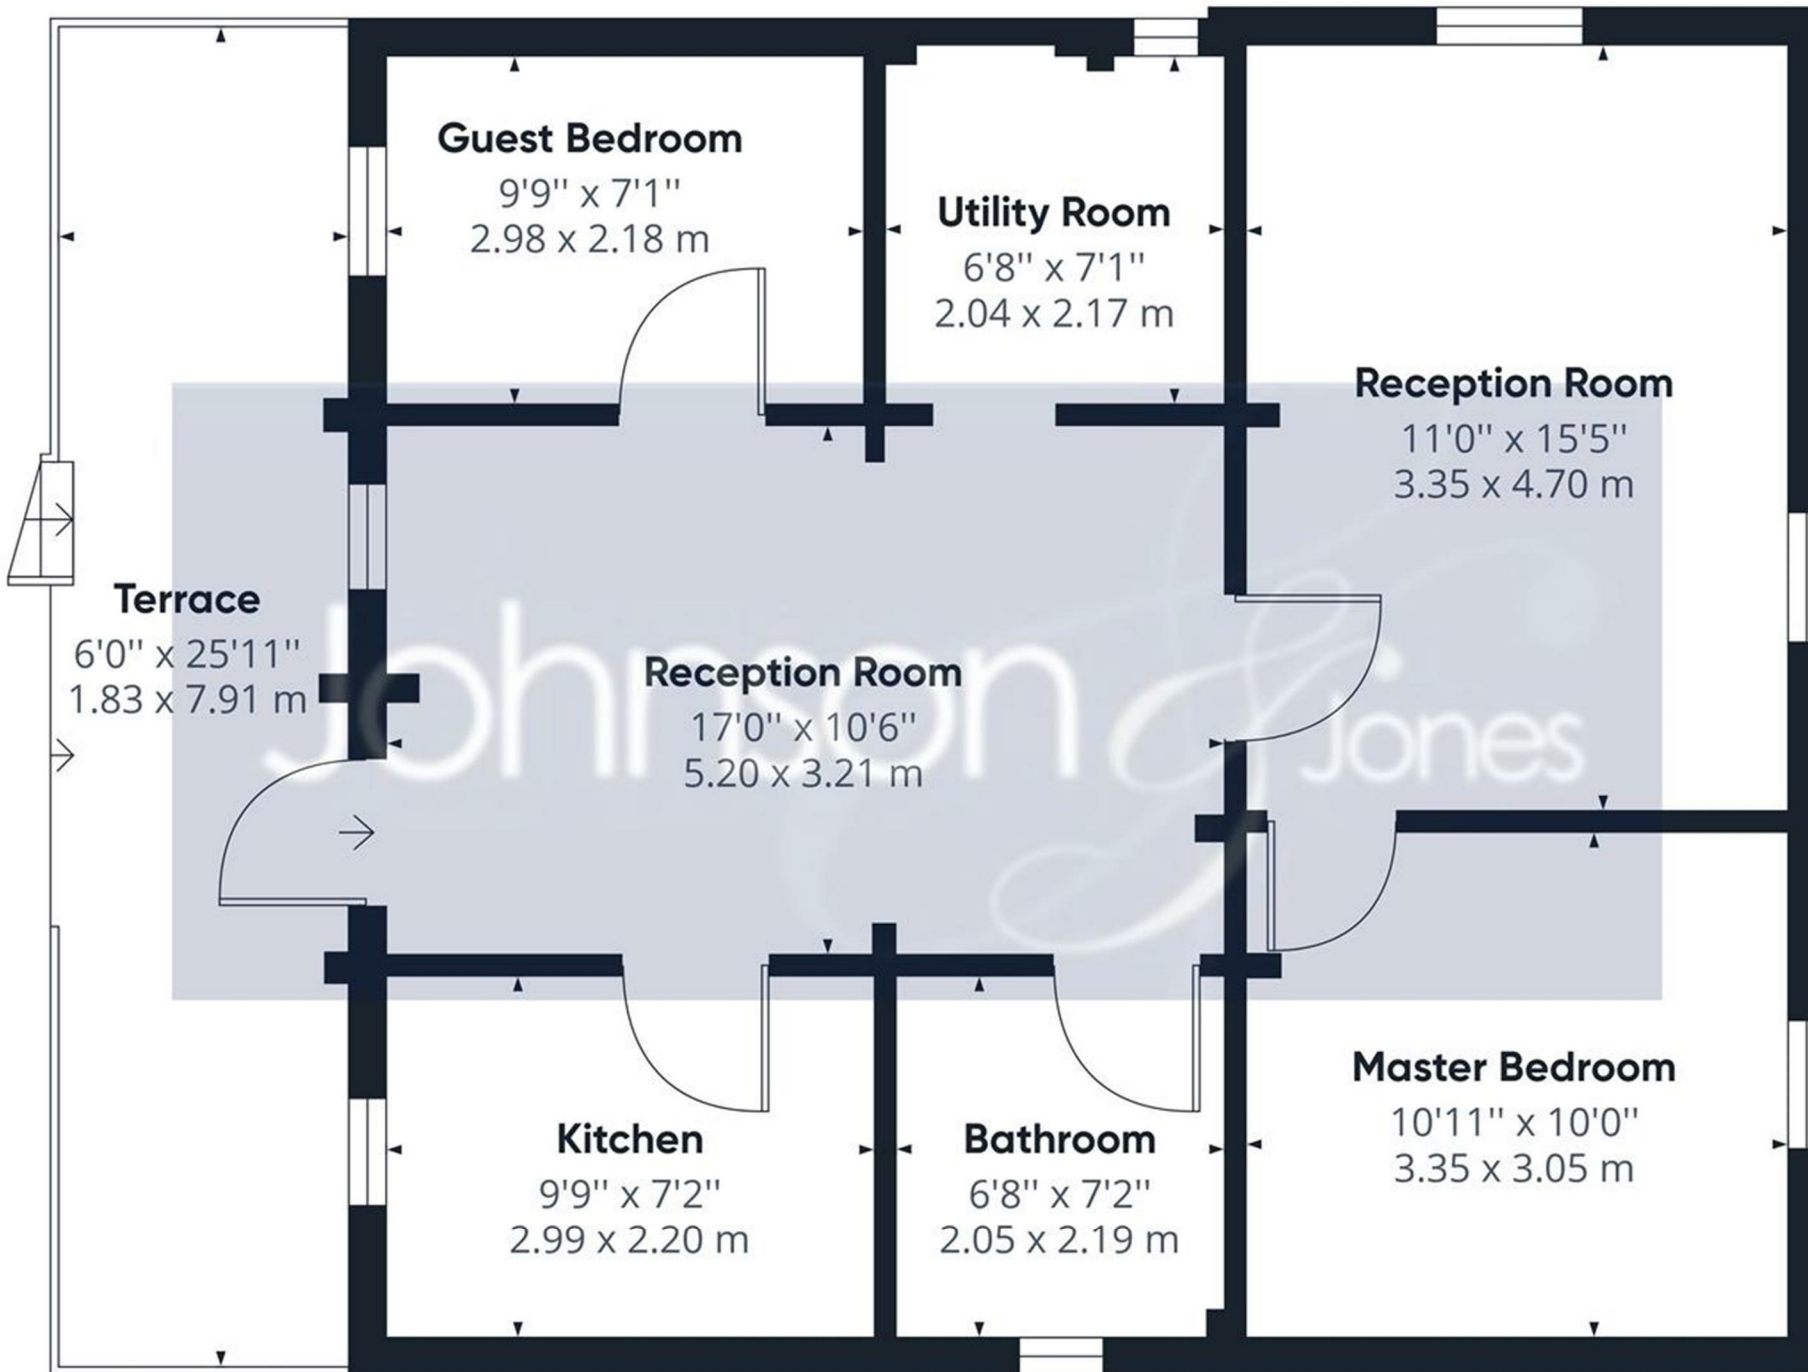 Guest Bedroom
9'9'' x 7'1''
2.98 x 2.18 m
Utility Room
6'8'' x 7'1''
2.04 x 2.17 m
Reception Room
11'0'' x 15'5''
3.35 x 4.70 m
Terrace
6'0'' x 25'11''
1.83 x 7.91 m
Reception Room
17'0'' x 10'6''
5.20 x 3.21 m
Johnson & Jones
Kitchen
9'9'' x 7'2''
2.99 x 2.20 m
Bathroom
6'8'' x 7'2''
2.05 x 2.19 m
Master Bedroom
10'11'' x 10'0''
3.35 x 3.05 m